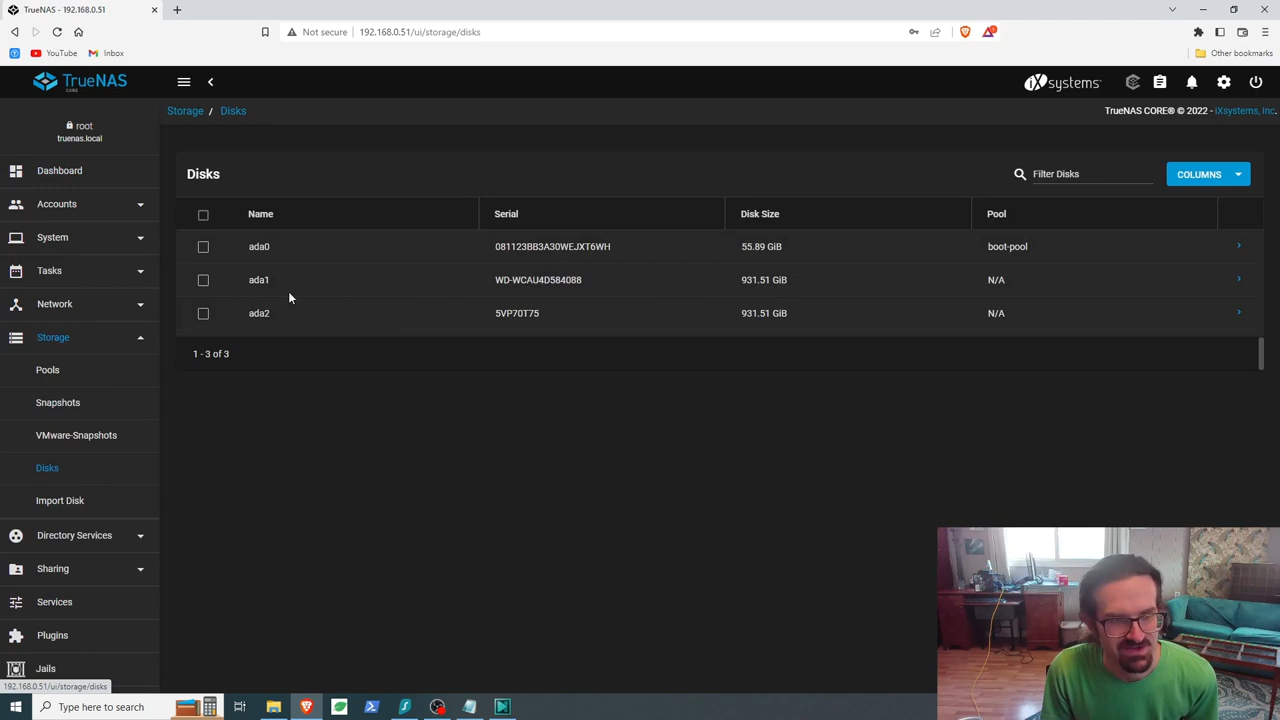 TrueNAS - 192.168.0.51
Not secure 192.168.0.51/ui/storage/disks
YouTube Inbox Other bookmarks
TrueNAS CORE
iXsystems
root
truenas.local
Storage / Disks
TrueNAS CORE® © 2022 - iXsystems, Inc.
Dashboard
Accounts
System
Tasks
Network
Storage
Pools
Snapshots
VMware-Snapshots
Disks
Import Disk
Directory Services
Sharing
Services
Plugins
Jails
Disks
Filter Disks
COLUMNS
Name Serial Disk Size Pool
ada0 081123BB3A30WEJXT6WH 55.89 GiB boot-pool
ada1 WD-WCAU4D584088 931.51 GiB N/A
ada2 5VP70T75 931.51 GiB N/A
1 - 3 of 3
192.168.0.51/ui/storage/disks
Type here to search